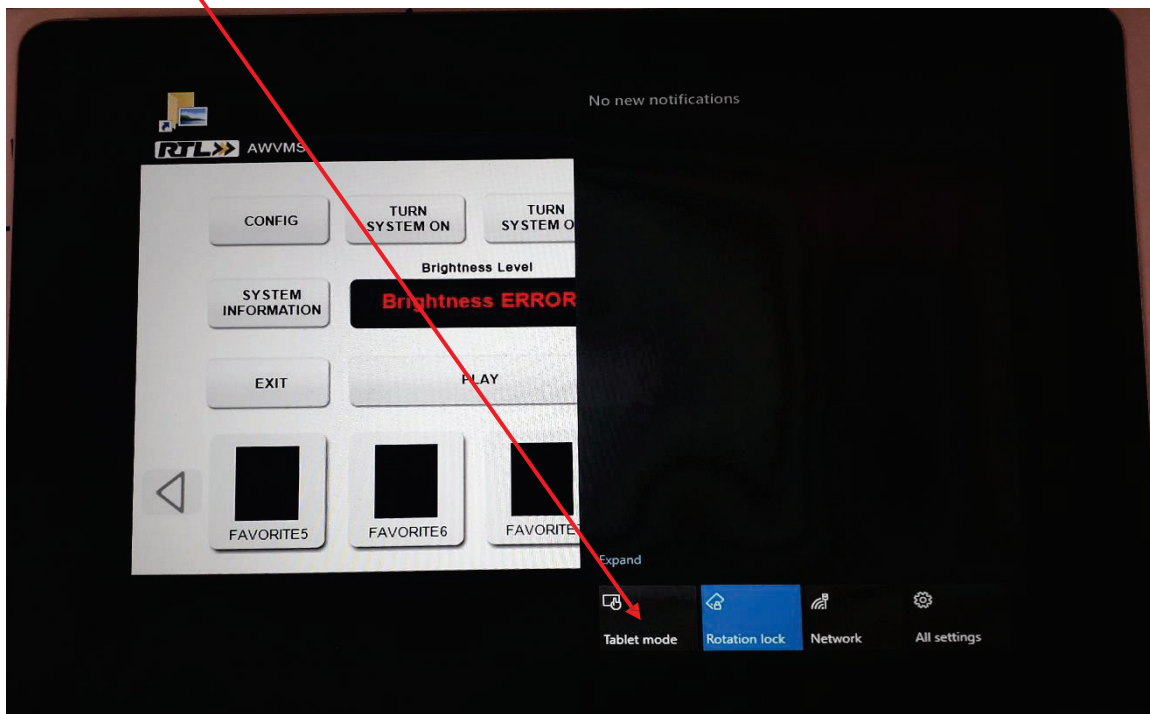 No new notifications
RTL AWVMS
CONFIG
TURN
SYSTEM ON
TURN
SYSTEM O
Brightness Level
SYSTEM
INFORMATION
Brightness ERROR
EXIT
PLAY
FAVORITE5
FAVORITE6
FAVORITE
Expand
Tablet mode
Rotation lock
Network
All settings